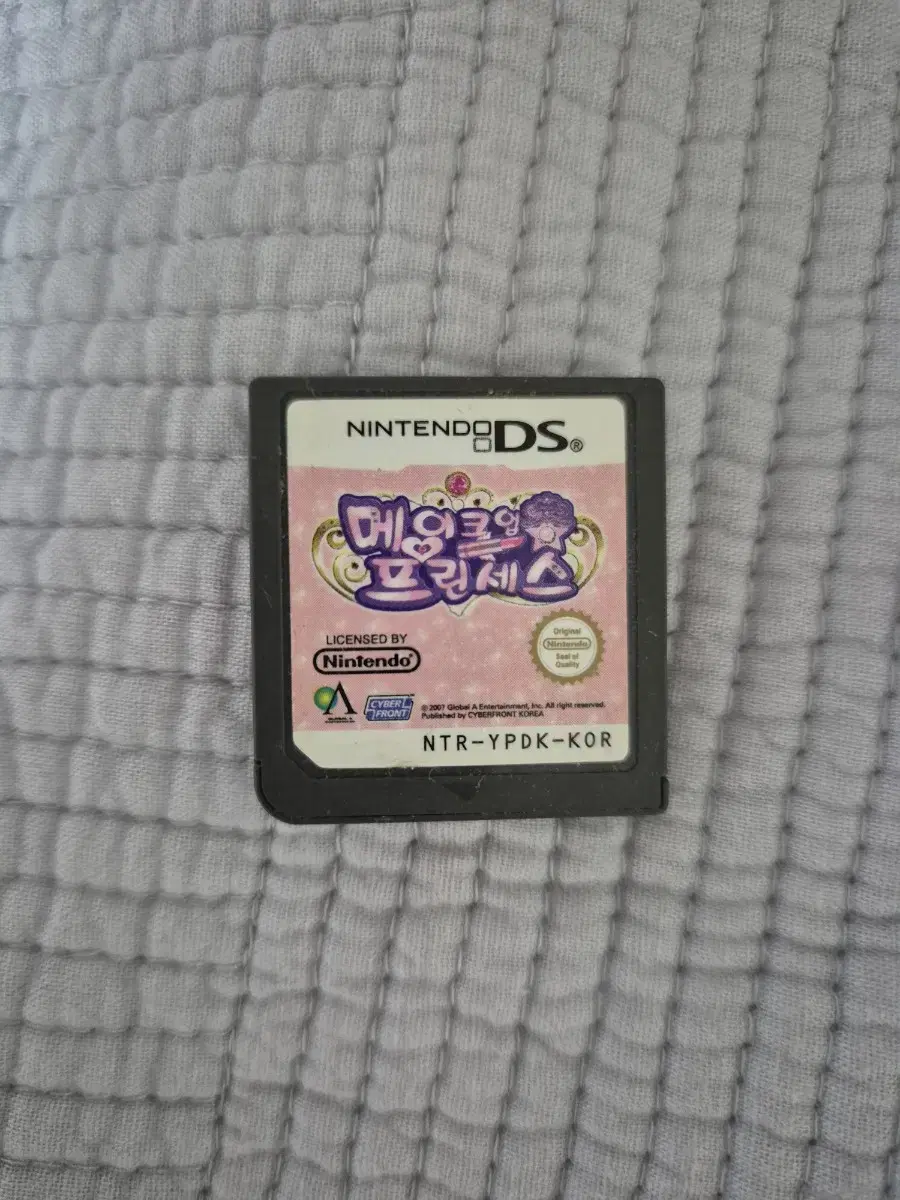 NINTENDO DS®
메이크업
프린세스
LICENSED BY
Nintendo®
Original
Nintendo
Seal of
Quality
CYBER
FRONT
© 2007 Global A Entertainment, Inc. All right reserved.
Published by CYBERFRONT KOREA
NTR-YPDK-KOR